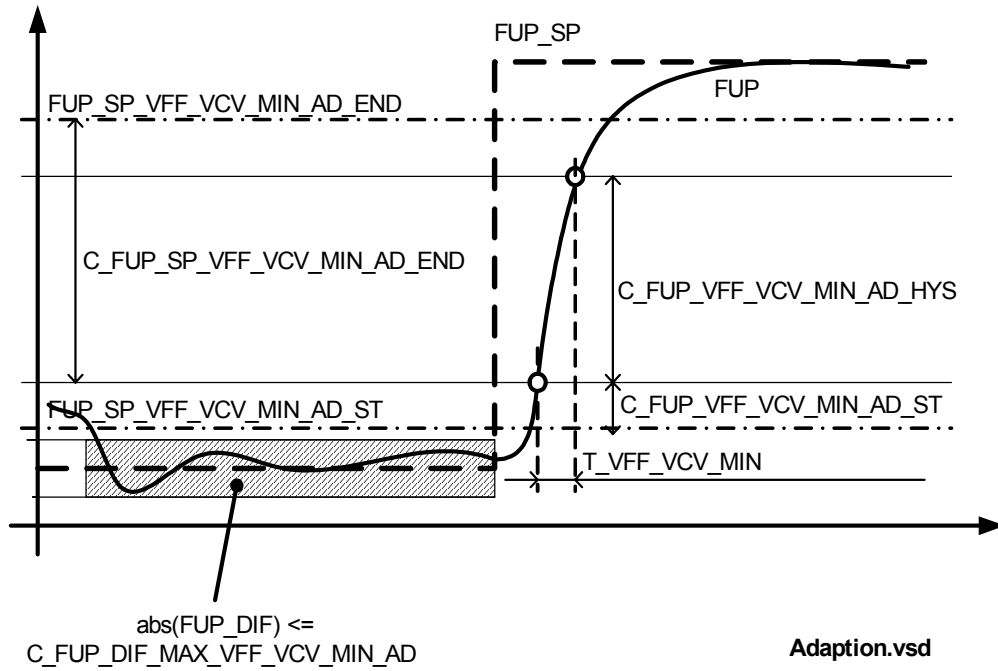 FUP_SP
FUP
FUP_SP_VFF_VCV_MIN_AD_END
C_FUP_SP_VFF_VCV_MIN_AD_END
C_FUP_VFF_VCV_MIN_AD_HYS
FUP_SP_VFF_VCV_MIN_AD_ST
C_FUP_VFF_VCV_MIN_AD_ST
T_VFF_VCV_MIN
abs(FUP_DIF) <=
C_FUP_DIF_MAX_VFF_VCV_MIN_AD
Adaption.vsd